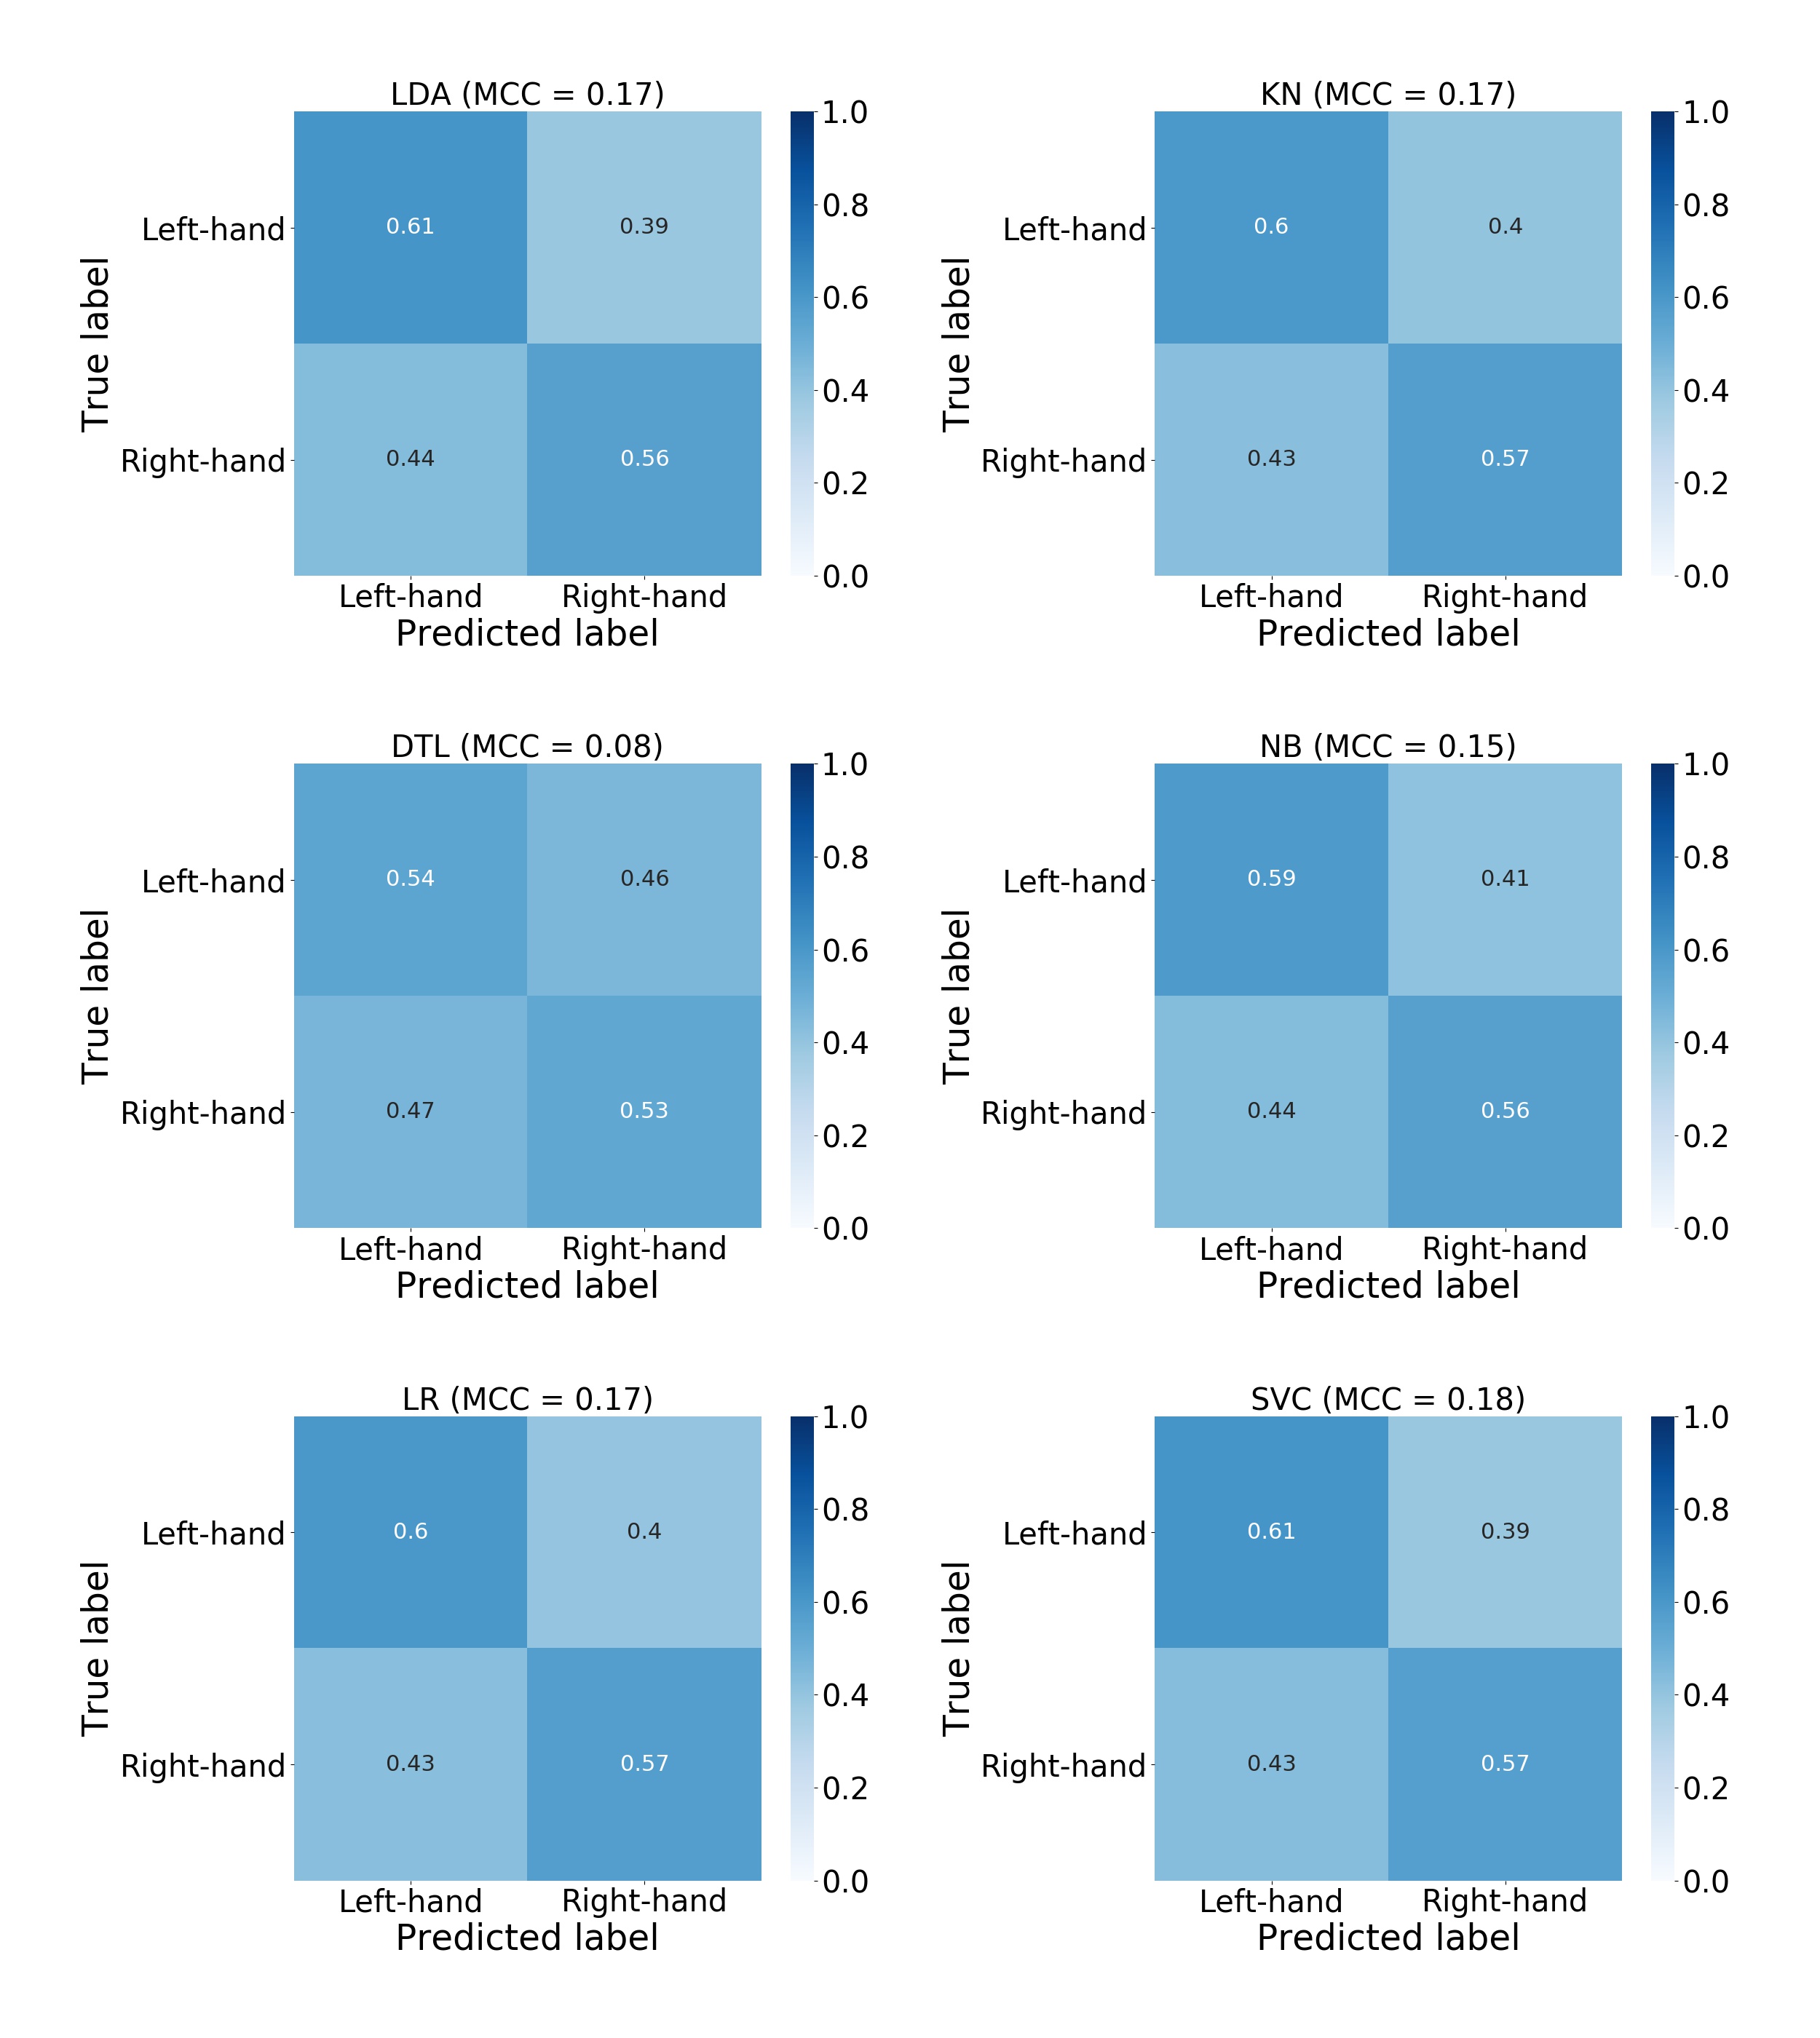 LDA (MCC = 0.17)
1.0
0.8
0.6
0.4
0.2
0.0
True label
Left-hand
Right-hand
0.61 0.39
0.44 0.56
Left-hand Right-hand
Predicted label
KN (MCC = 0.17)
1.0
0.8
0.6
0.4
0.2
0.0
True label
Left-hand
Right-hand
0.6 0.4
0.43 0.57
Left-hand Right-hand
Predicted label
DTL (MCC = 0.08)
1.0
0.8
0.6
0.4
0.2
0.0
True label
Left-hand
Right-hand
0.54 0.46
0.47 0.53
Left-hand Right-hand
Predicted label
NB (MCC = 0.15)
1.0
0.8
0.6
0.4
0.2
0.0
True label
Left-hand
Right-hand
0.59 0.41
0.44 0.56
Left-hand Right-hand
Predicted label
LR (MCC = 0.17)
1.0
0.8
0.6
0.4
0.2
0.0
True label
Left-hand
Right-hand
0.6 0.4
0.43 0.57
Left-hand Right-hand
Predicted label
SVC (MCC = 0.18)
1.0
0.8
0.6
0.4
0.2
0.0
True label
Left-hand
Right-hand
0.61 0.39
0.43 0.57
Left-hand Right-hand
Predicted label